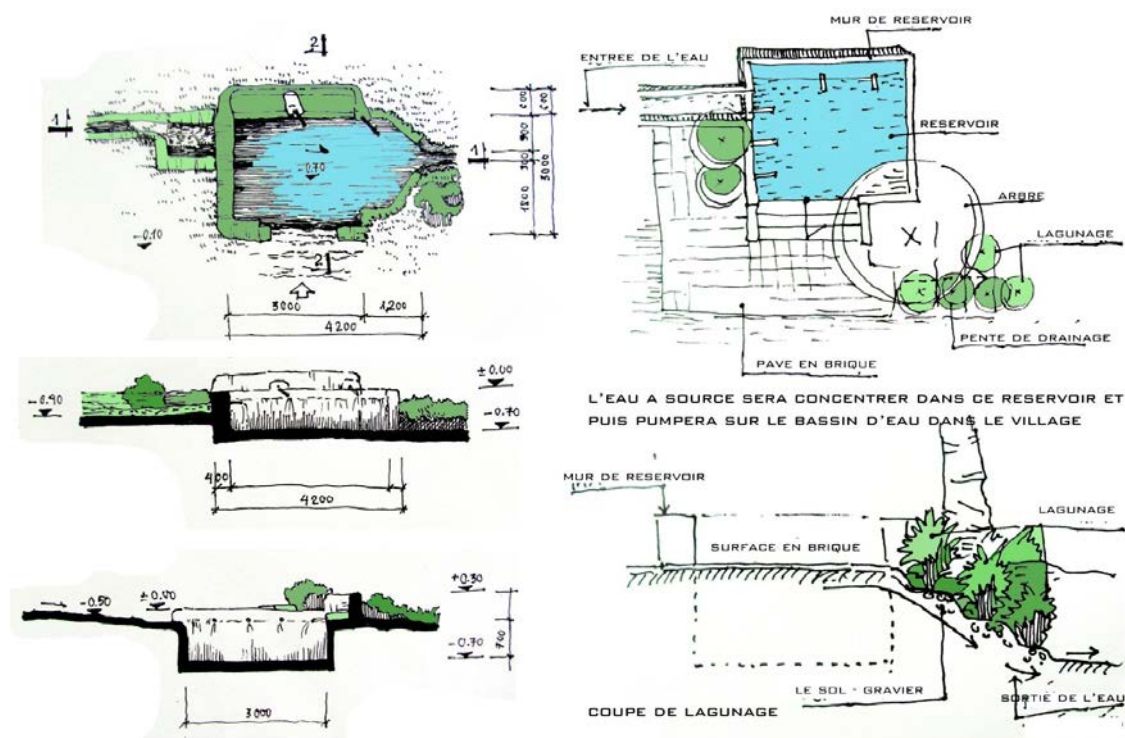 2
1
1
2
-0.70
-0.10
600
600
900
300
1800
3000
3000
1,200
4200
-0.90
±0.00
-0.70
400
4200
-0.50
±0.00
+0.30
-0.70
700
3000
MUR DE RESERVOIR
ENTREE DE L'EAU
RESERVOIR
ARBRE
LAGUNAGE
PENTE DE DRAINAGE
PAVE EN BRIQUE
L'EAU A SOURCE SERA CONCENTRER DANS CE RESERVOIR ET
PUIS PUMPERA SUR LE BASSIN D'EAU DANS LE VILLAGE
MUR DE RESERVOIR
LAGUNAGE
SURFACE EN BRIQUE
LE SOL - GRAVIER
SORTIE DE L'EAU
COUPE DE LAGUNAGE